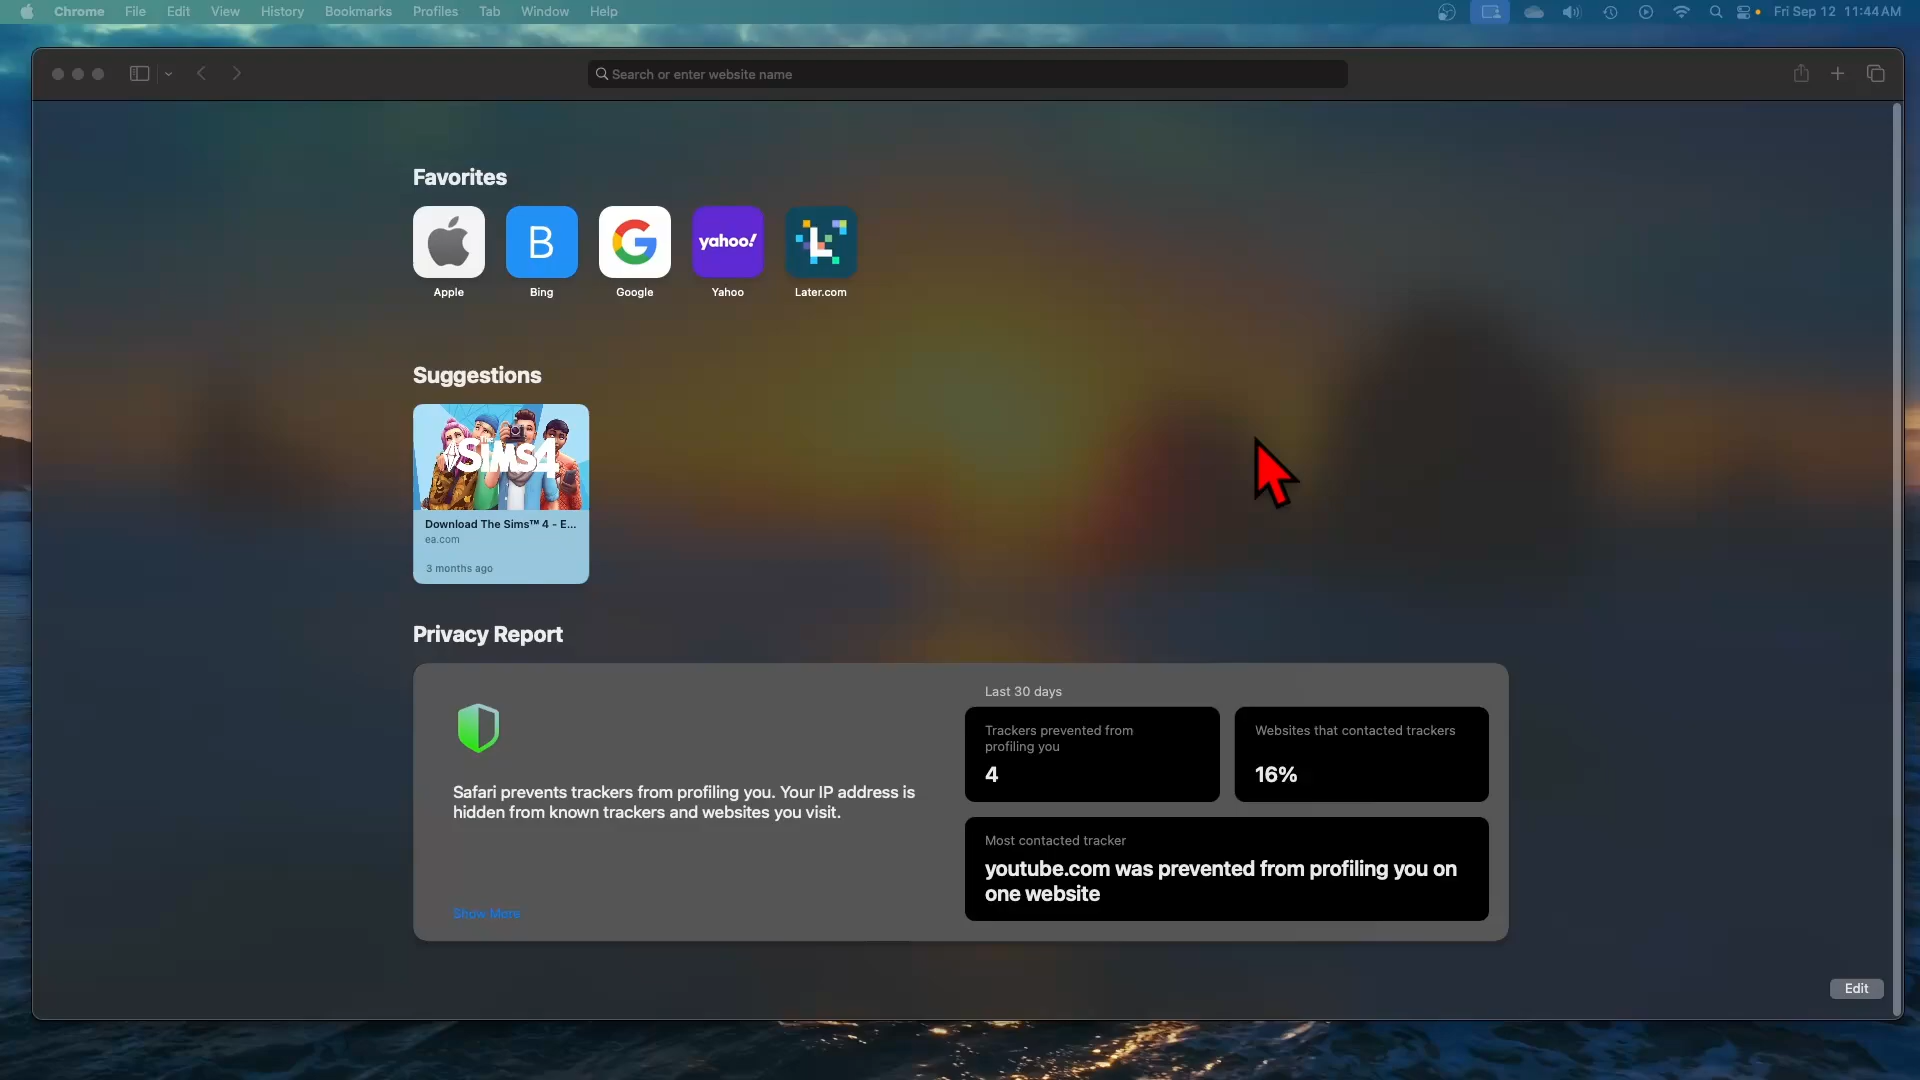 Chrome File Edit View History Bookmarks Profiles Tab Window Help Fri Sep 12 11:44 AM
Search or enter website name
Favorites
B
yahoo!
L
Apple Bing Google Yahoo Later.com
Suggestions
The
SIMS4
Download The Sims™ 4 - E...
ea.com
3 months ago
Privacy Report
Last 30 days
Trackers prevented from
profiling you
4
Websites that contacted trackers
16%
Safari prevents trackers from profiling you. Your IP address is
hidden from known trackers and websites you visit.
Most contacted tracker
youtube.com was prevented from profiling you on
one website
Show More
Edit